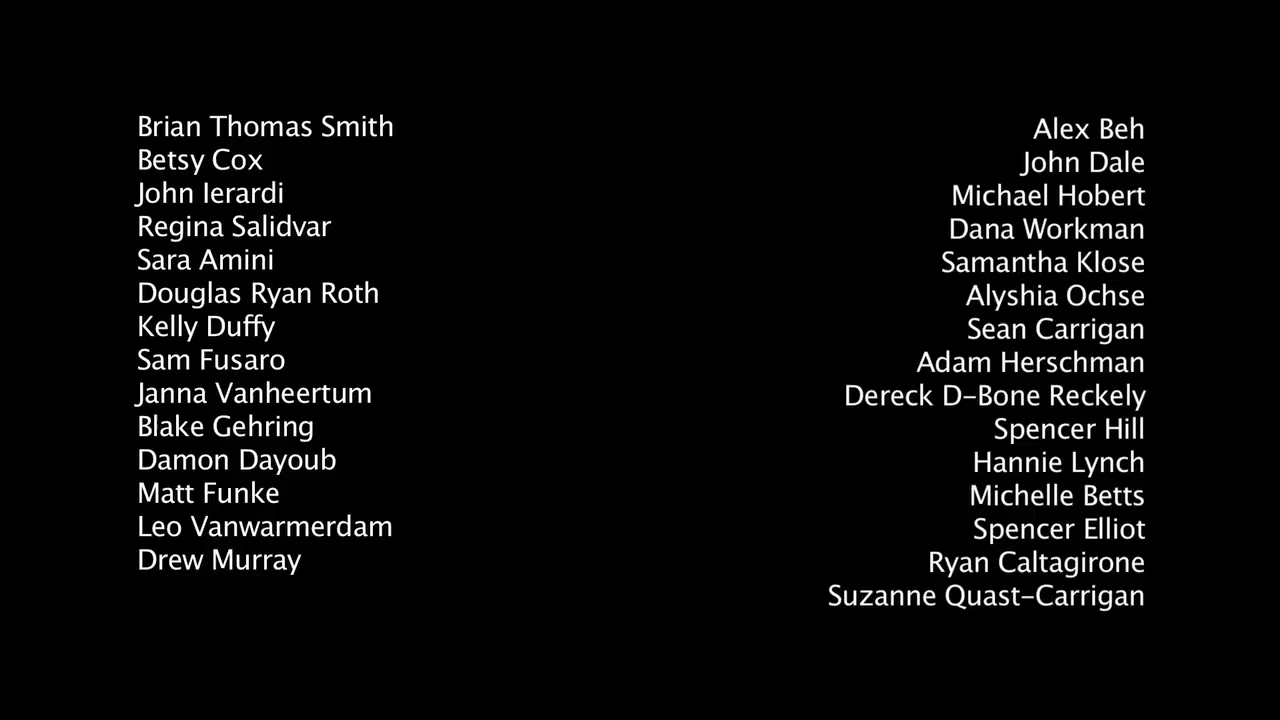 Brian Thomas Smith
Betsy Cox
John Ierardi
Regina Salidvar
Sara Amini
Douglas Ryan Roth
Kelly Duffy
Sam Fusaro
Janna Vanheertum
Blake Gehring
Damon Dayoub
Matt Funke
Leo Vanwarmerdam
Drew Murray
Alex Beh
John Dale
Michael Hobert
Dana Workman
Samantha Klose
Alyshia Ochse
Sean Carrigan
Adam Herschman
Dereck D-Bone Reckely
Spencer Hill
Hannie Lynch
Michelle Betts
Spencer Elliot
Ryan Caltagirone
Suzanne Quast-Carrigan